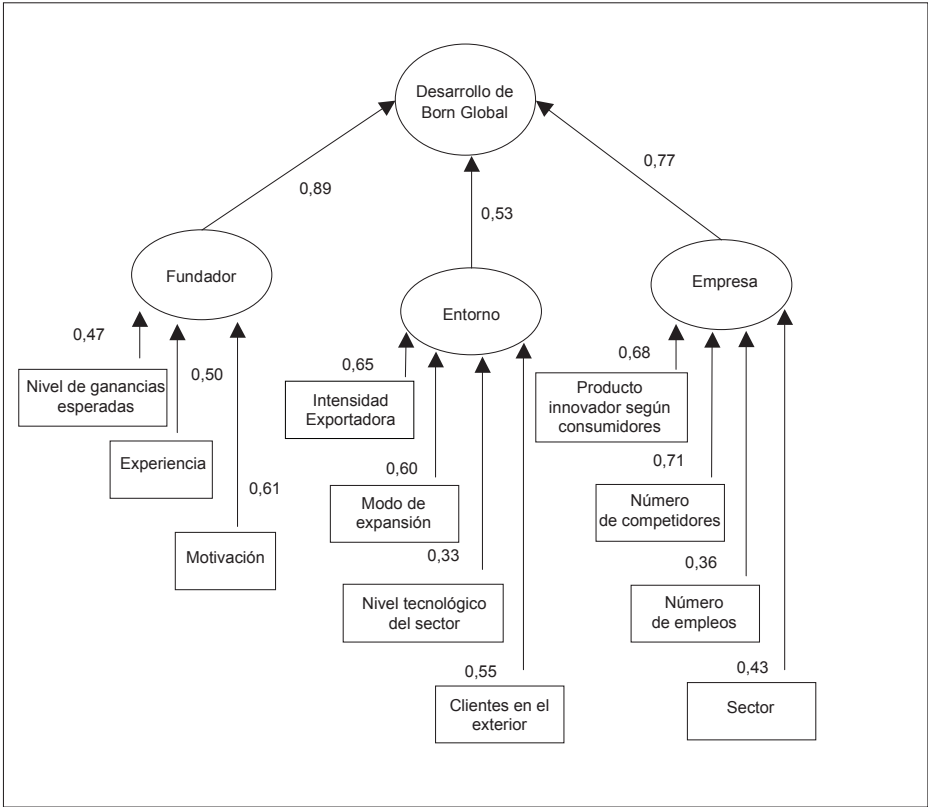 Desarrollo de
Born Global
0,89
0,53
0,77
Fundador
Entorno
Empresa
0,47
Nivel de ganancias
esperadas
0,50
Experiencia
0,61
Motivación
0,65
Intensidad
Exportadora
0,60
Modo de
expansión
0,33
Nivel tecnológico
del sector
0,55
Clientes en el
exterior
0,68
Producto
innovador según
consumidores
0,71
Número
de competidores
0,36
Número
de empleos
0,43
Sector